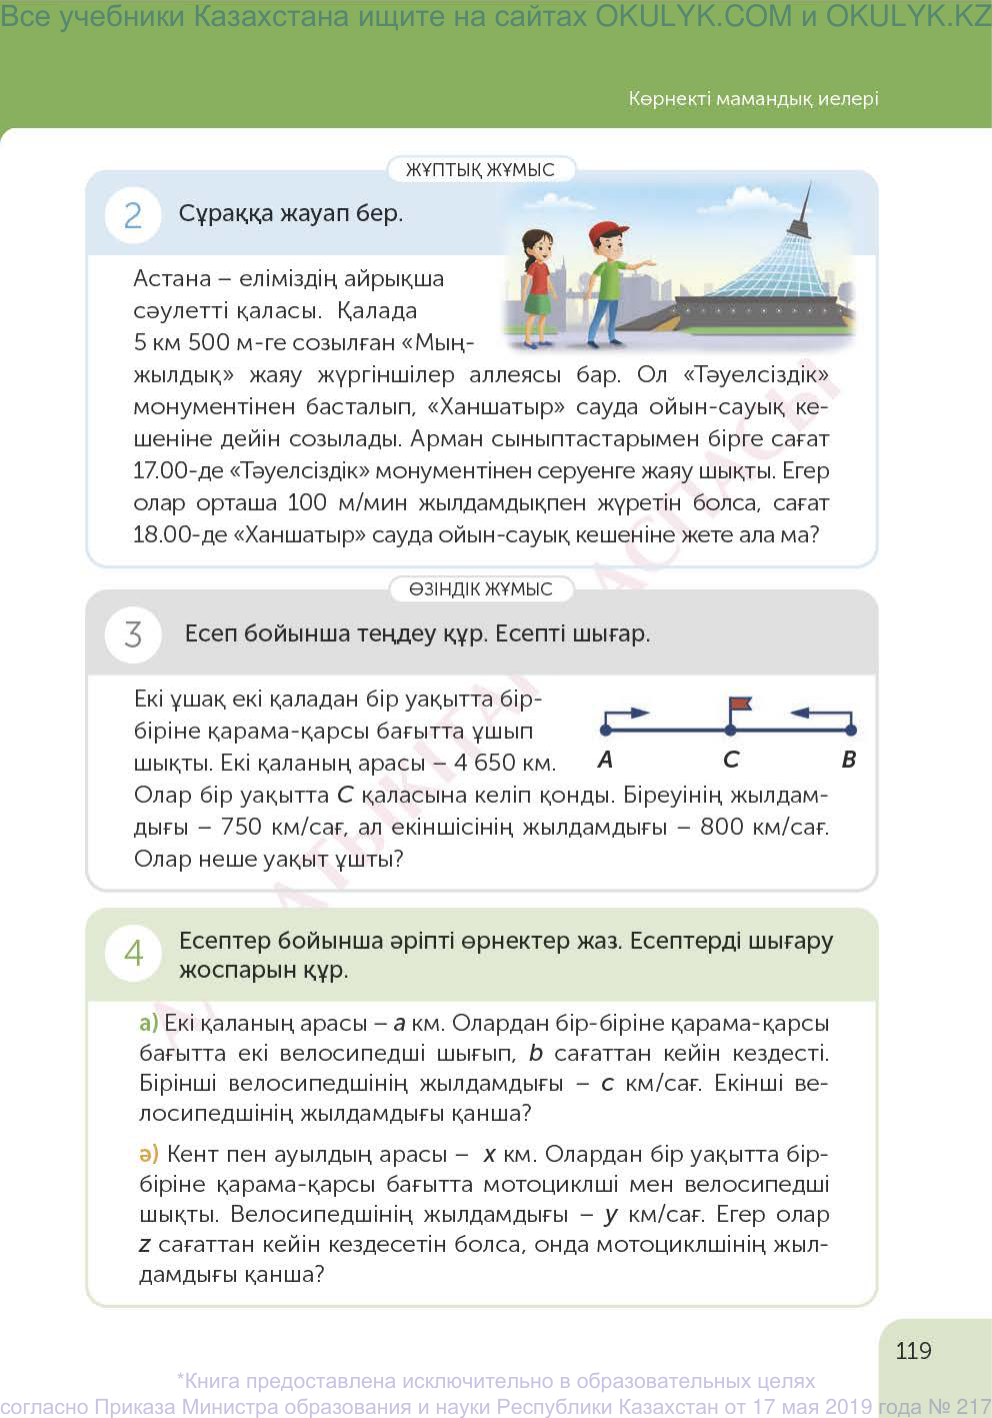 Все учебники Казахстана ищите на сайтах OKULYK.COM и OKULYK.KZ
Көрнекті мамандық иелері
ЖҰПТЫҚ ЖҰМЫС
2 Сұраққа жауап бер.
Астана – еліміздің айрықша
сәулетті қаласы. Қалада
5 км 500 м-ге созылған «Мың-
жылдық» жаяу жүргіншілер аллеясы бар. Ол «Тәуелсіздік»
монументінен басталып, «Ханшатыр» сауда ойын-сауық ке-
шеніне дейін созылады. Арман сыныптастарымен бірге сағат
17.00-де «Тәуелсіздік» монументінен серуенге жаяу шықты. Егер
олар орташа 100 м/мин жылдамдықпен жүретін болса, сағат
18.00-де «Ханшатыр» сауда ойын-сауық кешеніне жете ала ма?
ӨЗІНДІК ЖҰМЫС
3 Есеп бойынша теңдеу құр. Есепті шығар.
Екі ұшақ екі қаладан бір уақытта бір-
біріне қарама-қарсы бағытта ұшып
шықты. Екі қаланың арасы – 4 650 км.
A C B
Олар бір уақытта C қаласына келіп қонды. Біреуінің жылдам-
дығы – 750 км/сағ, ал екіншісінің жылдамдығы – 800 км/сағ.
Олар неше уақыт ұшты?
4 Есептер бойынша әріпті өрнектер жаз. Есептерді шығару
жоспарын құр.
а) Екі қаланың арасы – a км. Олардан бір-біріне қарама-қарсы
бағытта екі велосипедші шығып, b сағаттан кейін кездесті.
Бірінші велосипедшінің жылдамдығы – c км/сағ. Екінші ве-
лосипедшінің жылдамдығы қанша?
ә) Кент пен ауылдың арасы – x км. Олардан бір уақытта бір-
біріне қарама-қарсы бағытта мотоциклші мен велосипедші
шықты. Велосипедшінің жылдамдығы – y км/сағ. Егер олар
z сағаттан кейін кездесетін болса, онда мотоциклшінің жыл-
дамдығы қанша?
119
*Книга предоставлена исключительно в образовательных целях
согласно Приказа Министра образования и науки Республики Казахстан от 17 мая 2019 года № 217